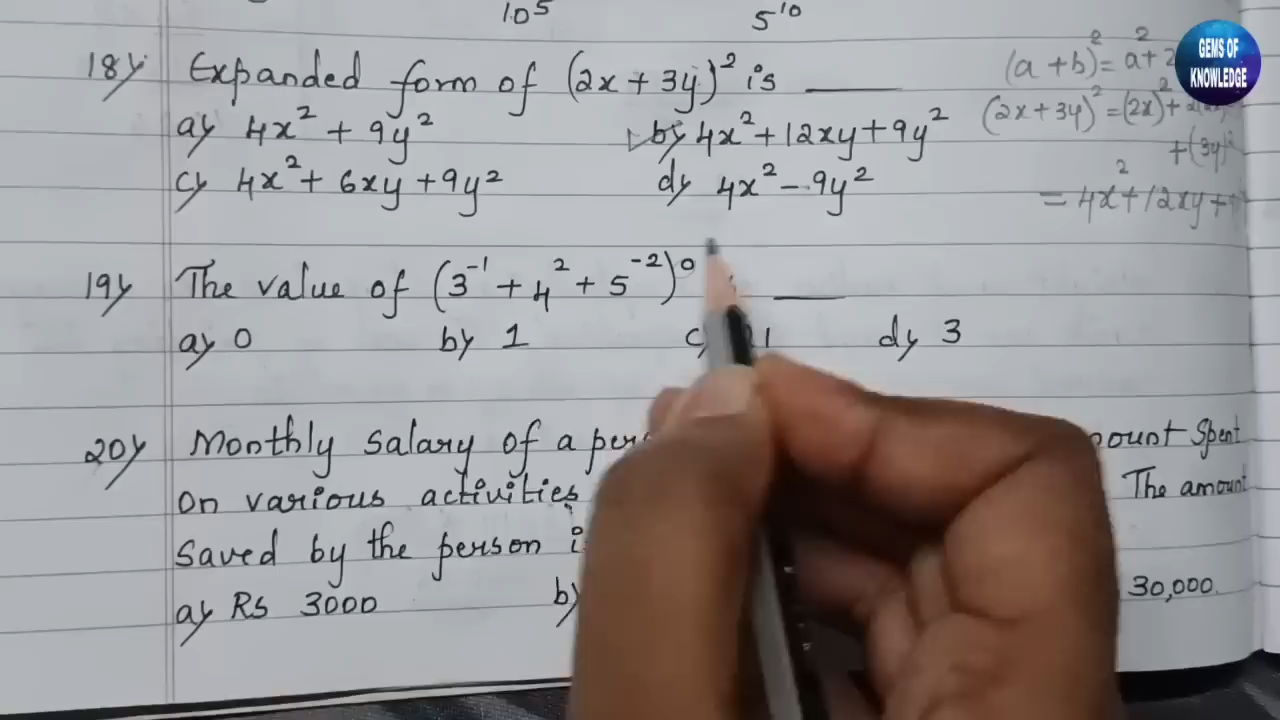 10⁵ 5¹⁰
18) Expanded form of (2x + 3y)² is ____
a) 4x² + 9y² b) 4x² + 12xy + 9y²
c) 4x² + 6xy + 9y² d) 4x² - 9y²
(a + b)² = a² + 2
(2x + 3y)² = (2x)² +
+ (3y)²
= 4x² + 12xy +
GEMS OF
KNOWLEDGE
19) The value of (3⁻¹ + 4² + 5⁻²)⁰ ____
a) 0 b) 1 c) d) 3
20) Monthly salary of a spent
on various activities The amount
saved by the person
a) Rs 3000 b) 30,000.